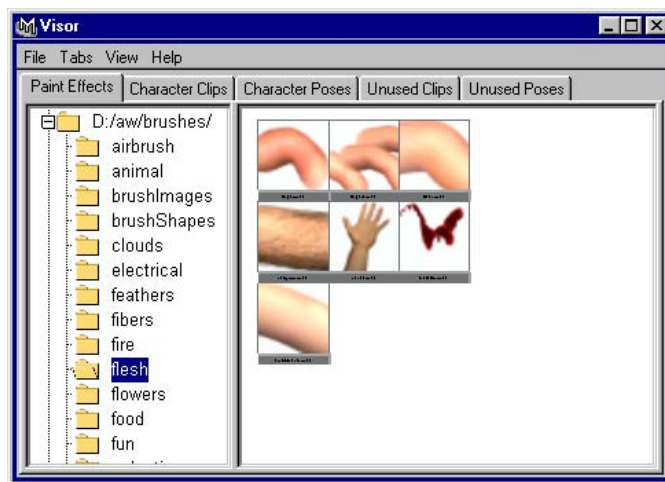 Visor
File Tabs View Help
Paint Effects Character Clips Character Poses Unused Clips Unused Poses
D:/aw/brushes/
airbrush
animal
brushImages
brushShapes
clouds
electrical
feathers
fibers
fire
flesh
flowers
food
fun